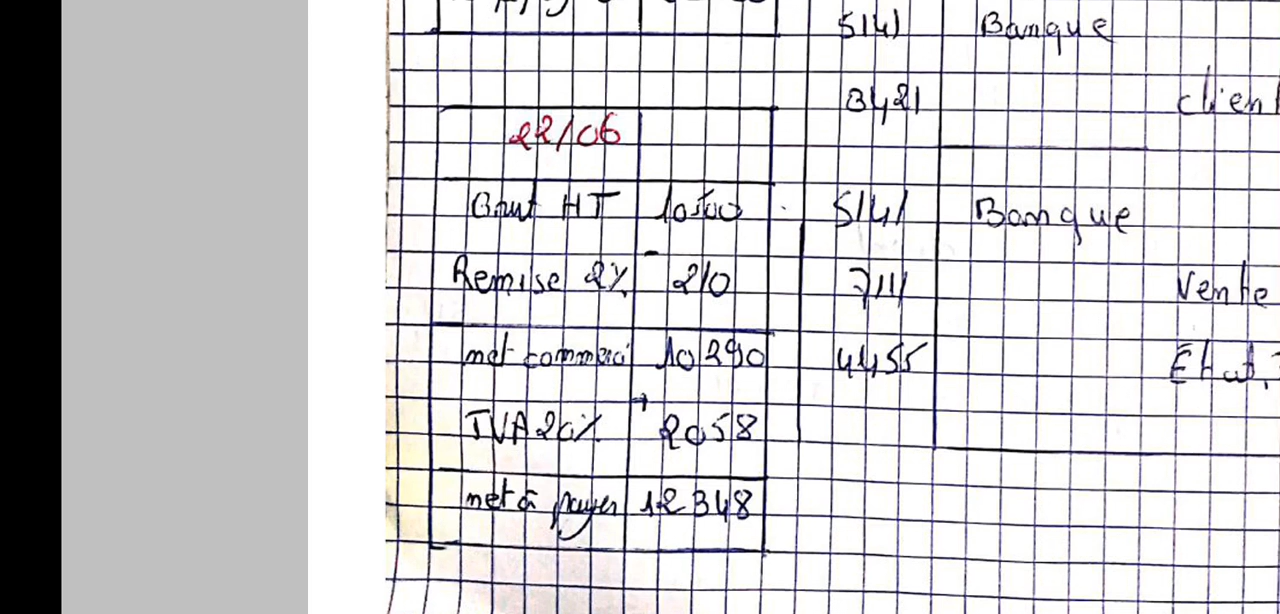 5141 Banque
3421 Client
22/06
Brut HT 10500 5141 Banque
Remise 2% - 210 7111 Vente
net commerci 10290 4455 Etat.
TVA 20% + 2058
net à payer 12348